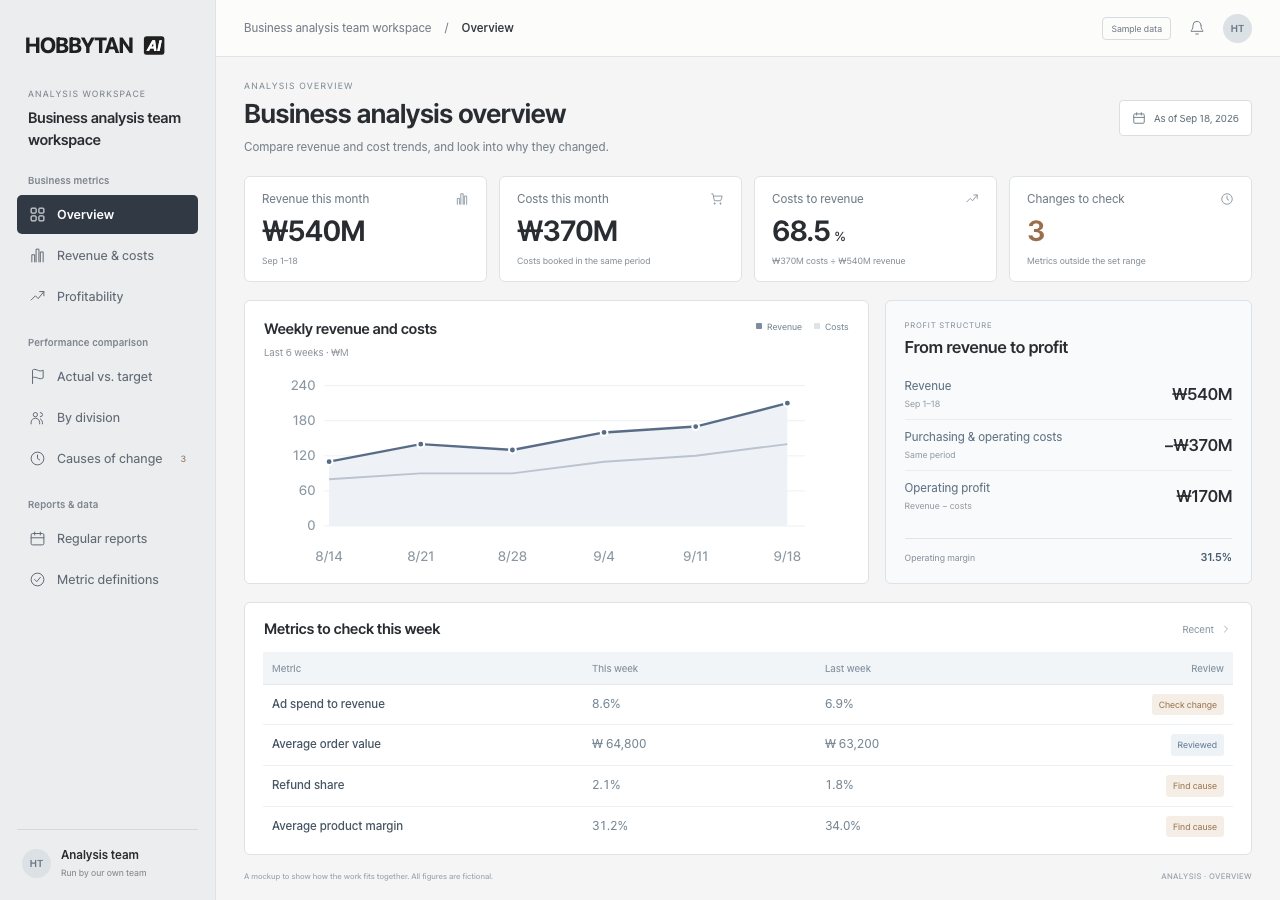 HOBBYTAN AI
ANALYSIS WORKSPACE
Business analysis team
workspace
Business metrics
Overview
Revenue & costs
Profitability
Performance comparison
Actual vs. target
By division
Causes of change 3
Reports & data
Regular reports
Metric definitions
HT
Analysis team
Run by our own team
Business analysis team workspace / Overview
Sample data
HT
ANALYSIS OVERVIEW
Business analysis overview
Compare revenue and cost trends, and look into why they changed.
As of Sep 18, 2026
Revenue this month
₩540M
Sep 1–18
Costs this month
₩370M
Costs booked in the same period
Costs to revenue
68.5 %
₩370M costs ÷ ₩540M revenue
Changes to check
3
Metrics outside the set range
Weekly revenue and costs
Revenue Costs
Last 6 weeks · ₩M
240
180
120
60
0
8/14 8/21 8/28 9/4 9/11 9/18
PROFIT STRUCTURE
From revenue to profit
Revenue
Sep 1–18
₩540M
Purchasing & operating costs
Same period
−₩370M
Operating profit
Revenue − costs
₩170M
Operating margin 31.5%
Metrics to check this week
Recent
Metric This week Last week Review
Ad spend to revenue 8.6% 6.9% Check change
Average order value ₩ 64,800 ₩ 63,200 Reviewed
Refund share 2.1% 1.8% Find cause
Average product margin 31.2% 34.0% Find cause
A mockup to show how the work fits together. All figures are fictional.
ANALYSIS · OVERVIEW